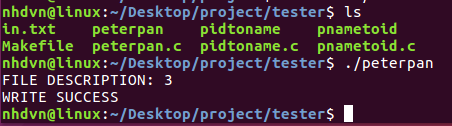 nhdvn@linux:~/Desktop/project/tester$ ls
in.txt peterpan pidtoname pnametoid
Makefile peterpan.c pidtoname.c pnametoid.c
nhdvn@linux:~/Desktop/project/tester$ ./peterpan
FILE DESCRIPTION: 3
WRITE SUCCESS
nhdvn@linux:~/Desktop/project/tester$